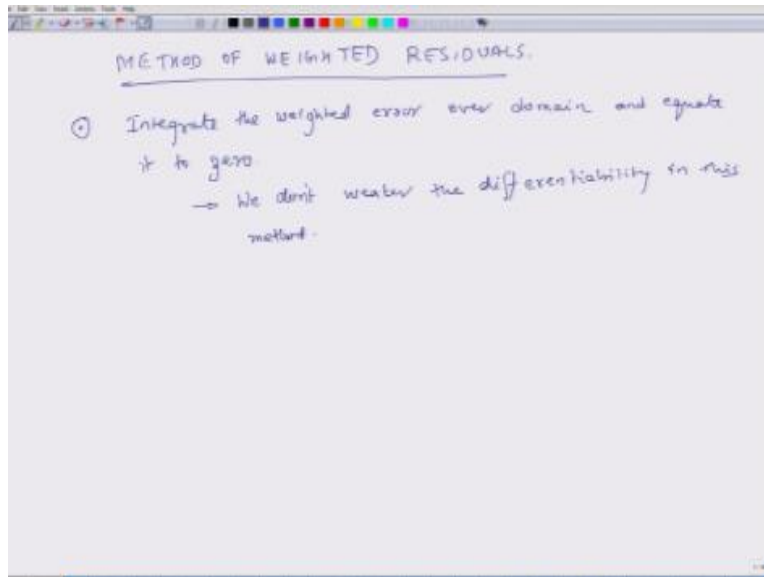 METHOD OF WEIGHTED RESIDUALS.
⊙ Integrate the weighted error over domain and equate
it to zero
→ We don't weaken the differentiability in this
method.